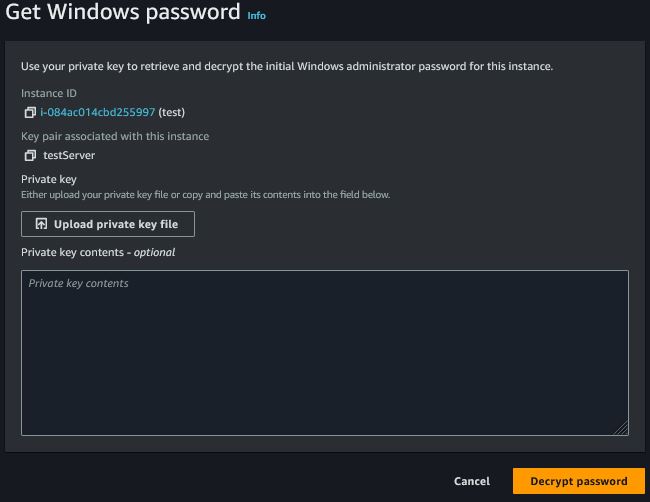 Get Windows password Info
Use your private key to retrieve and decrypt the initial Windows administrator password for this instance.
Instance ID
i-084ac014cbd255997 (test)
Key pair associated with this instance
testServer
Private key
Either upload your private key file or copy and paste its contents into the field below.
Upload private key file
Private key contents - optional
Private key contents
Cancel Decrypt password